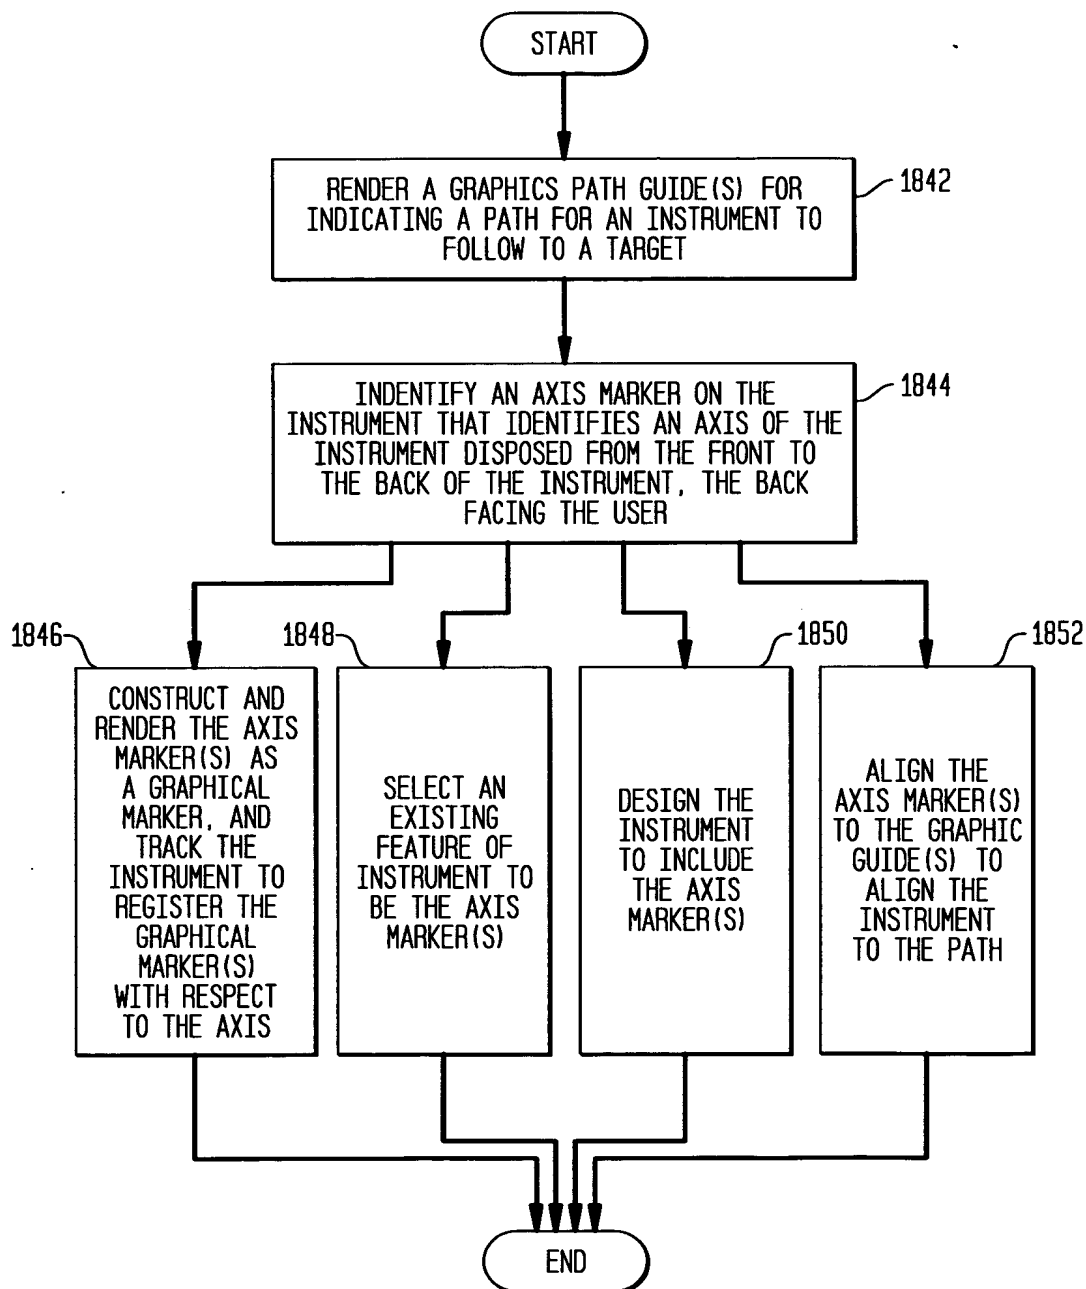 START
RENDER A GRAPHICS PATH GUIDE(S) FOR
INDICATING A PATH FOR AN INSTRUMENT TO
FOLLOW TO A TARGET
1842
INDENTIFY AN AXIS MARKER ON THE
INSTRUMENT THAT IDENTIFIES AN AXIS OF THE
INSTRUMENT DISPOSED FROM THE FRONT TO
THE BACK OF THE INSTRUMENT, THE BACK
FACING THE USER
1844
1846
CONSTRUCT AND
RENDER THE AXIS
MARKER(S) AS
A GRAPHICAL
MARKER, AND
TRACK THE
INSTRUMENT TO
REGISTER THE
GRAPHICAL
MARKER(S)
WITH RESPECT
TO THE AXIS
1848
SELECT AN
EXISTING
FEATURE OF
INSTRUMENT TO
BE THE AXIS
MARKER(S)
1850
DESIGN THE
INSTRUMENT
TO INCLUDE
THE AXIS
MARKER(S)
1852
ALIGN THE
AXIS MARKER(S)
TO THE GRAPHIC
GUIDE(S) TO
ALIGN THE
INSTRUMENT
TO THE PATH
END